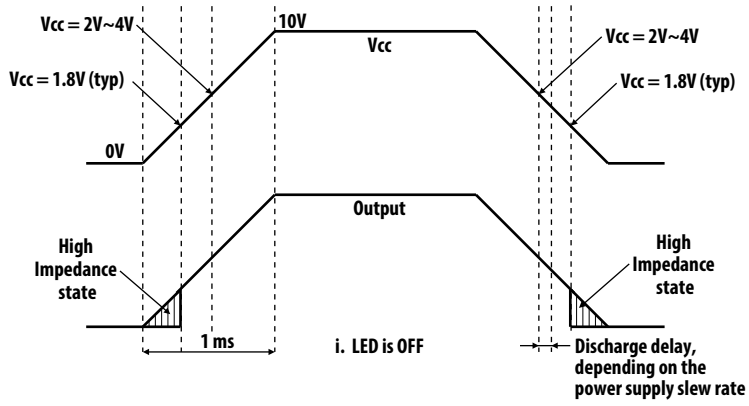 Vcc = 2V~4V
10V
Vcc
Vcc = 2V~4V
Vcc = 1.8V (typ)
Vcc = 1.8V (typ)
0V
Output
High
Impedance
state
High
Impedance
state
1 ms
i. LED is OFF
Discharge delay,
depending on the
power supply slew rate